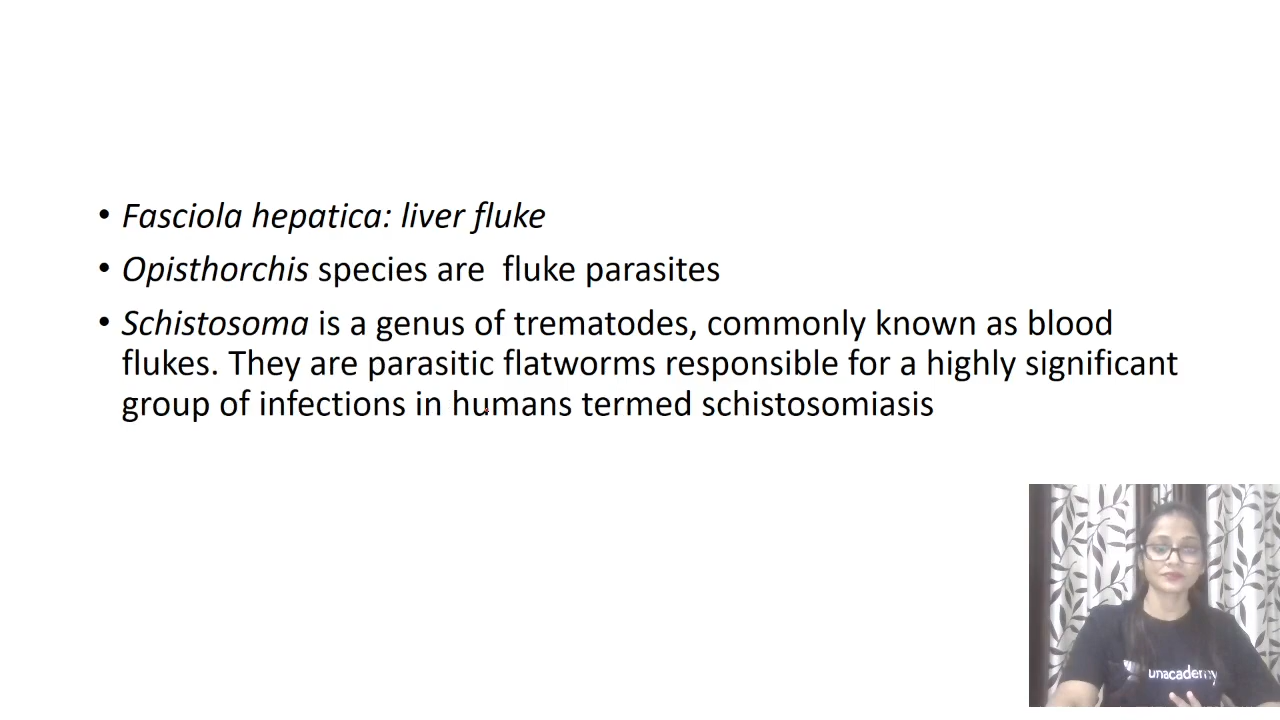 • Fasciola hepatica: liver fluke
• Opisthorchis species are  fluke parasites
• Schistosoma is a genus of trematodes, commonly known as blood
flukes. They are parasitic flatworms responsible for a highly significant
group of infections in humans termed schistosomiasis
unacademy